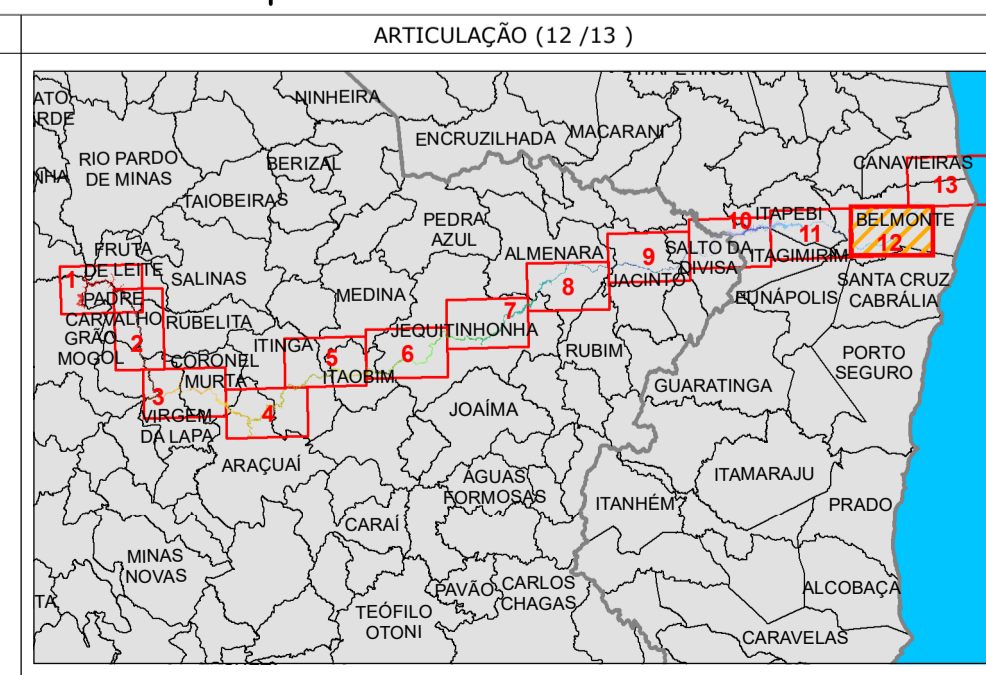 ARTICULAÇÃO (12 /13 )
NINHEIRA
ATO
RDE
ENCRUZILHADA
MACARANI
RIO PARDO
DE MINAS
BERIZAL
CANAVIEIRAS
NHA
13
TAIOBEIRAS
PEDRA
AZUL
10
ITAPEBI
11
BELMONTE
12
FRUTA
DE LEITE
ALMENARA
9
SALTO DA
DIVISA
ITAGIMIRIM
1
SALINAS
8
JACINTO
SANTA CRUZ
CABRÁLIA
PADRE
CARVALHO
MEDINA
7
EUNÁPOLIS
RUBELITA
JEQUITINHONHA
GRÃO
MOGOL
2
ITINGA
5
6
RUBIM
PORTO
SEGURO
CORONEL
MURTA
ITAOBIM
GUARATINGA
3
4
JOAÍMA
VIRGEM
DA LAPA
ARAÇUAÍ
ITAMARAJU
ÁGUAS
FORMOSAS
ITANHÉM
PRADO
CARAÍ
MINAS
NOVAS
PAVÃO
CARLOS
CHAGAS
ALCOBAÇA
TA
TEÓFILO
OTONI
CARAVELAS